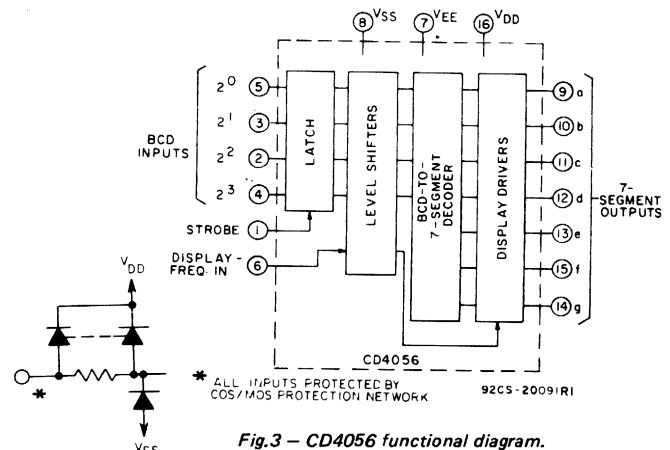 8 VSS
7 VEE
16 VDD
BCD INPUTS
2^0 5
2^1 3
2^2 2
2^3 4
STROBE 1
DISPLAY-FREQ. IN 6
LATCH
LEVEL SHIFTERS
BCD-TO-7-SEGMENT DECODER
DISPLAY DRIVERS
9 a
10 b
11 c
12 d
13 e
15 f
14 g
7-SEGMENT OUTPUTS
CD4056
VDD
*
VSS
* ALL INPUTS PROTECTED BY
COS/MOS PROTECTION NETWORK
92CS-20091R1
Fig.3 – CD4056 functional diagram.